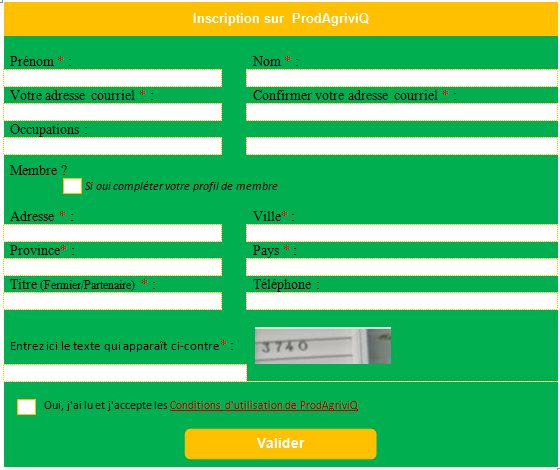 Inscription sur ProdAgriviQ
Prénom * : Nom * :
Votre adresse courriel * : Confirmer votre adresse courriel * :
Occupations :
Membre ?
Si oui compléter votre profil de membre
Adresse * : Ville* :
Province* : Pays * :
Titre (Fermier/Partenaire) * : Téléphone :
Entrez ici le texte qui apparaît ci-contre* : 3740
Oui, j'ai lu et j'accepte les Conditions d'utilisation de ProdAgriviQ
Valider